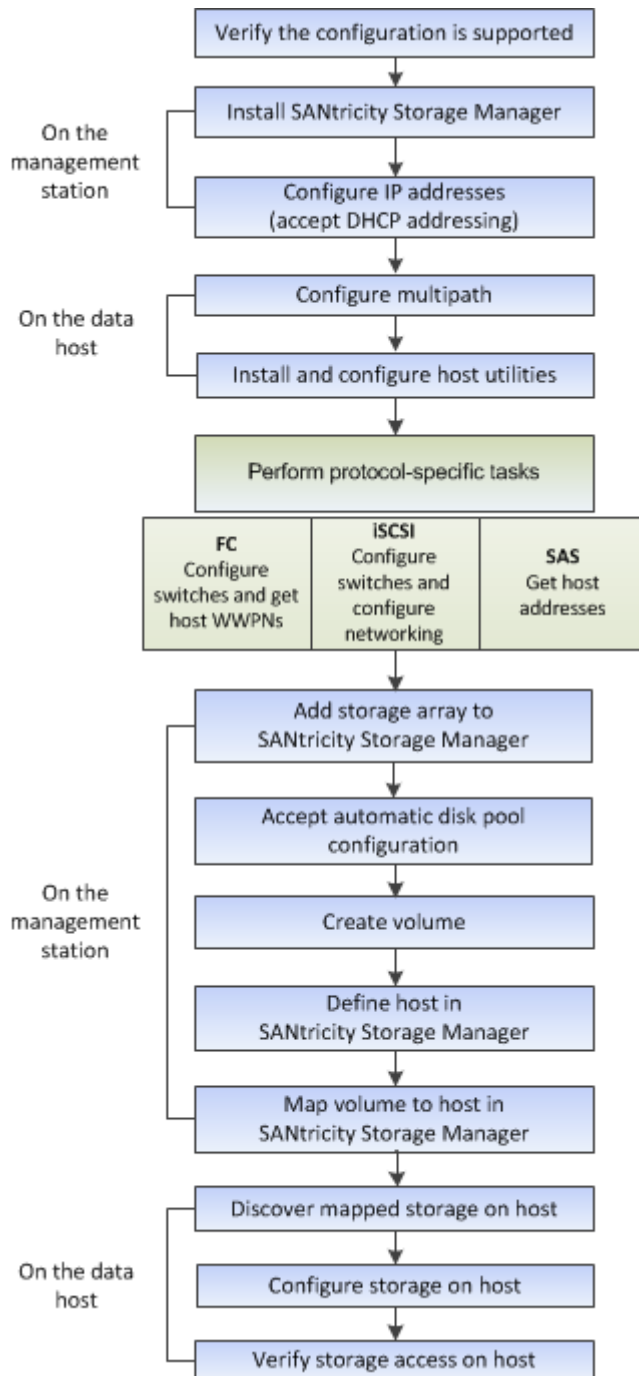 Verify the configuration is supported
On the
management
station
Install SANtricity Storage Manager
Configure IP addresses
(accept DHCP addressing)
On the data
host
Configure multipath
Install and configure host utilities
Perform protocol-specific tasks
FC
Configure
switches and get
host WWPNs
iSCSI
Configure
switches and
configure
networking
SAS
Get host
addresses
On the
management
station
Add storage array to
SANtricity Storage Manager
Accept automatic disk pool
configuration
Create volume
Define host in
SANtricity Storage Manager
Map volume to host in
SANtricity Storage Manager
On the data
host
Discover mapped storage on host
Configure storage on host
Verify storage access on host